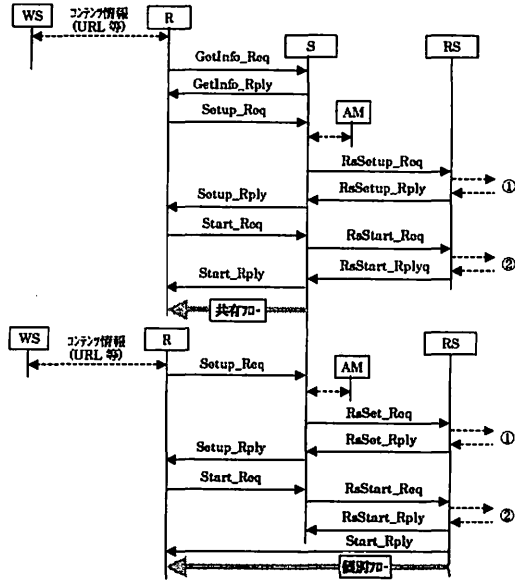 WS
コンテンツ情報
(URL 等)
R
S
RS
GetInfo_Req
GetInfo_Rply
Setup_Req
AM
RsSetup_Req
①
Setup_Rply
RsSetup_Rply
Start_Req
RsStart_Req
②
Start_Rply
RsStart_Rplyq
共有フロー
WS
コンテンツ情報
(URL 等)
R
RS
Setup_Req
AM
RsSet_Req
①
Setup_Rply
RsSet_Rply
Start_Req
RsStart_Req
②
RsStart_Rply
Start_Rply
個別フロー